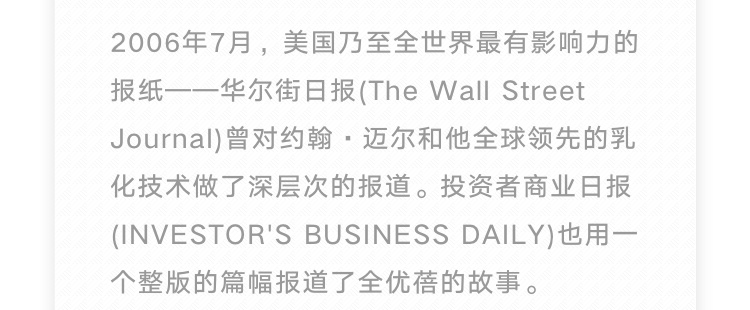 2006年7月，美国乃至全世界最有影响力的
报纸——华尔街日报(The Wall Street
Journal)曾对约翰·迈尔和他全球领先的乳
化技术做了深层次的报道。投资者商业日报
(INVESTOR'S BUSINESS DAILY)也用一
个整版的篇幅报道了全优蓓的故事。